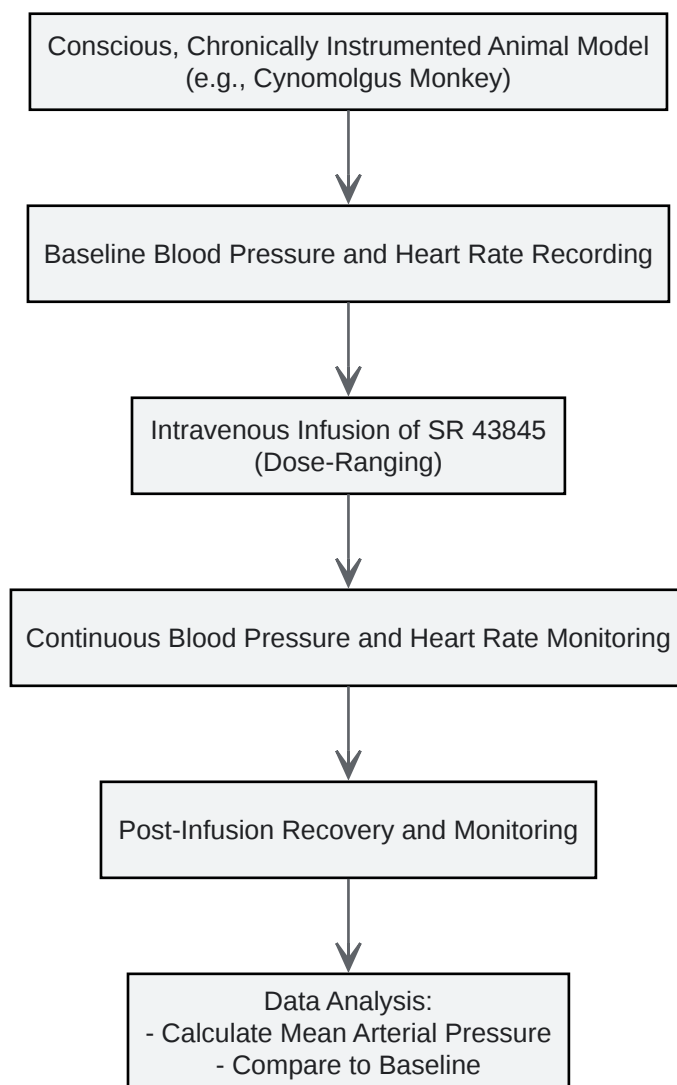 Conscious, Chronically Instrumented Animal Model
(e.g., Cynomolgus Monkey)
Baseline Blood Pressure and Heart Rate Recording
Intravenous Infusion of SR 43845
(Dose-Ranging)
Continuous Blood Pressure and Heart Rate Monitoring
Post-Infusion Recovery and Monitoring
Data Analysis:
- Calculate Mean Arterial Pressure
- Compare to Baseline